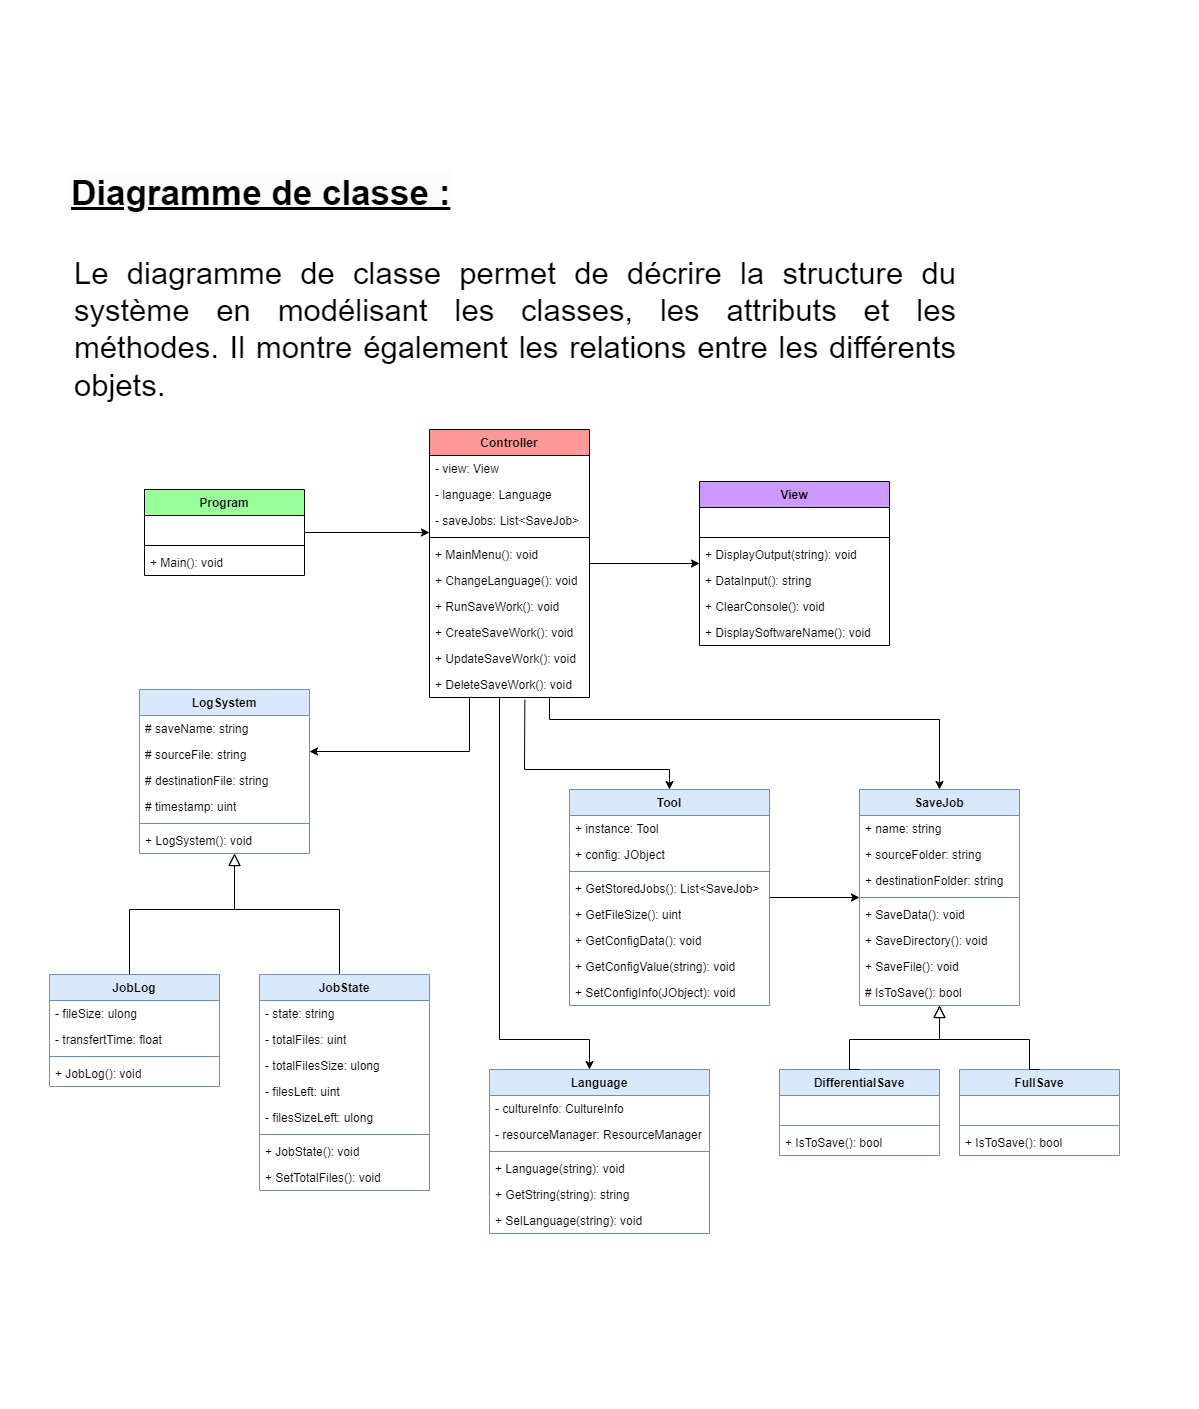 Diagramme de classe :
Le diagramme de classe permet de décrire la structure du
système en modélisant les classes, les attributs et les
méthodes. Il montre également les relations entre les différents
objets.
Controller
- view: View
- language: Language
- saveJobs: List<SaveJob>
+ MainMenu(): void
+ ChangeLanguage(): void
+ RunSaveWork(): void
+ CreateSaveWork(): void
+ UpdateSaveWork(): void
+ DeleteSaveWork(): void
Program
+ Main(): void
View
+ DisplayOutput(string): void
+ DataInput(): string
+ ClearConsole(): void
+ DisplaySoftwareName(): void
LogSystem
# saveName: string
# sourceFile: string
# destinationFile: string
# timestamp: uint
+ LogSystem(): void
Tool
+ instance: Tool
+ config: JObject
+ GetStoredJobs(): List<SaveJob>
+ GetFileSize(): uint
+ GetConfigData(): void
+ GetConfigValue(string): void
+ SetConfigInfo(JObject): void
SaveJob
+ name: string
+ sourceFolder: string
+ destinationFolder: string
+ SaveData(): void
+ SaveDirectory(): void
+ SaveFile(): void
# IsToSave(): bool
JobLog
- fileSize: ulong
- transfertTime: float
+ JobLog(): void
JobState
- state: string
- totalFiles: uint
- totalFilesSize: ulong
- filesLeft: uint
- filesSizeLeft: ulong
+ JobState(): void
+ SetTotalFiles(): void
Language
- cultureInfo: CultureInfo
- resourceManager: ResourceManager
+ Language(string): void
+ GetString(string): string
+ SelLanguage(string): void
DifferentialSave
+ IsToSave(): bool
FullSave
+ IsToSave(): bool